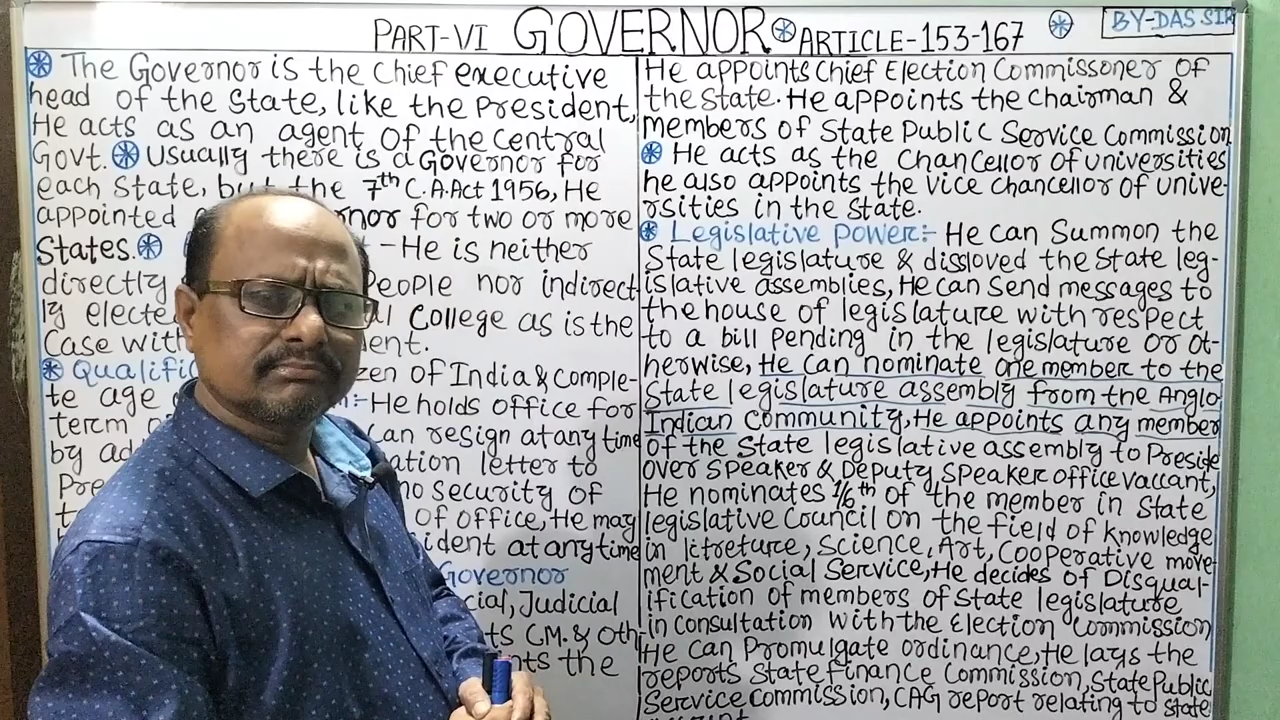 PART-VI GOVERNOR ARTICLE-153-167
BY-DAS SIR
The Governor is the chief executive
head of the State, like the President,
He acts as an agent of the central
Govt. Usually there is a Governor for
each State, but the 7th C.A.Act 1956, He
appointed for two or more
States. - He is neither
directly People nor indirect-
ly College as is the
Case with
of India & Comple-
te age :- He holds office for
term Can resign at any time
by letter to
no security of
of office, He may
at any time
Governor
Judicial
C.M. &
the
He appoints Chief Election Commissoner of
the state. He appoints the Chairman &
members of State Public Service Commission
He acts as the Chancellor of universities
he also appoints the vice chancellor of unive-
rsities in the State.
Legislative power:- He can Summon the
State legislature & dissloved the State leg-
islative assemblies, He can Send messages to
the house of legislature with respect
to a bill Pending in the legislature or ot-
herwise, He Can nominate one member to the
State legislature assembly from the Anglo
Indian Community, He appoints any member
of the State legislative assembly to Preside
over Speaker & Deputy Speaker office vaccant,
He nominates 1/6th of the member in State
legislative Council on the field of Knowledge
in litreture, Science, Art, Cooperative move-
ment & Social Service, He decides of Disqual-
ification of members of State legislature
in consultation with the Election Commission
He can Promulgate ordinance, He lays the
reports State Finance Commission, State Public
Service Commission, CAG report relating to state